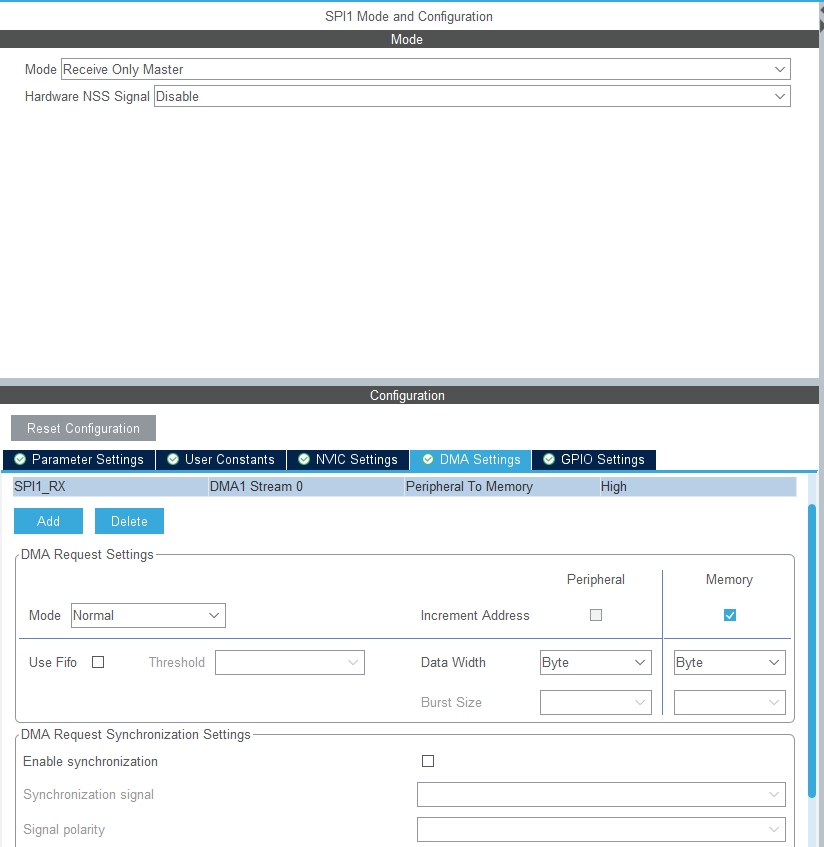 SPI1 Mode and Configuration
Mode
Mode Receive Only Master
Hardware NSS Signal Disable
Configuration
Reset Configuration
Parameter Settings User Constants NVIC Settings DMA Settings GPIO Settings
SPI1_RX DMA1 Stream 0 Peripheral To Memory High
Add Delete
DMA Request Settings
Peripheral Memory
Mode Normal Increment Address
Use Fifo Threshold Data Width Byte Byte
Burst Size
DMA Request Synchronization Settings
Enable synchronization
Synchronization signal
Signal polarity